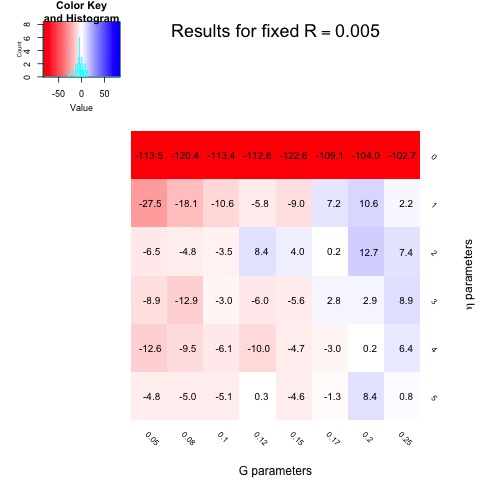 Color Key
and Histogram
Results for fixed R = 0.005
Count
0 2 4 6 8
-50 0 50
Value
-113.5 -120.4 -113.4 -112.6 -122.6 -109.1 -104.0 -102.7 0
-27.5 -18.1 -10.6 -5.8 -9.0 7.2 10.6 2.2 1
-6.5 -4.8 -3.5 8.4 4.0 0.2 12.7 7.4 2
-8.9 -12.9 -3.0 -6.0 -5.6 2.8 2.9 8.9 3
-12.6 -9.5 -6.1 -10.0 -4.7 -3.0 0.2 6.4 4
-4.8 -5.0 -5.1 0.3 -4.6 -1.3 8.4 0.8 5
η parameters
0.05 0.08 0.1 0.12 0.15 0.17 0.2 0.25
G parameters